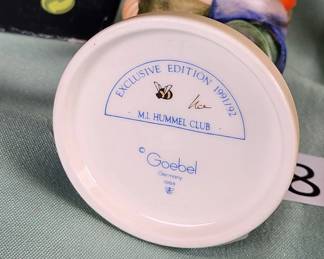 EXCLUSIVE EDITION 1991/92
M.I. HUMMEL CLUB
© Goebel
Germany
8